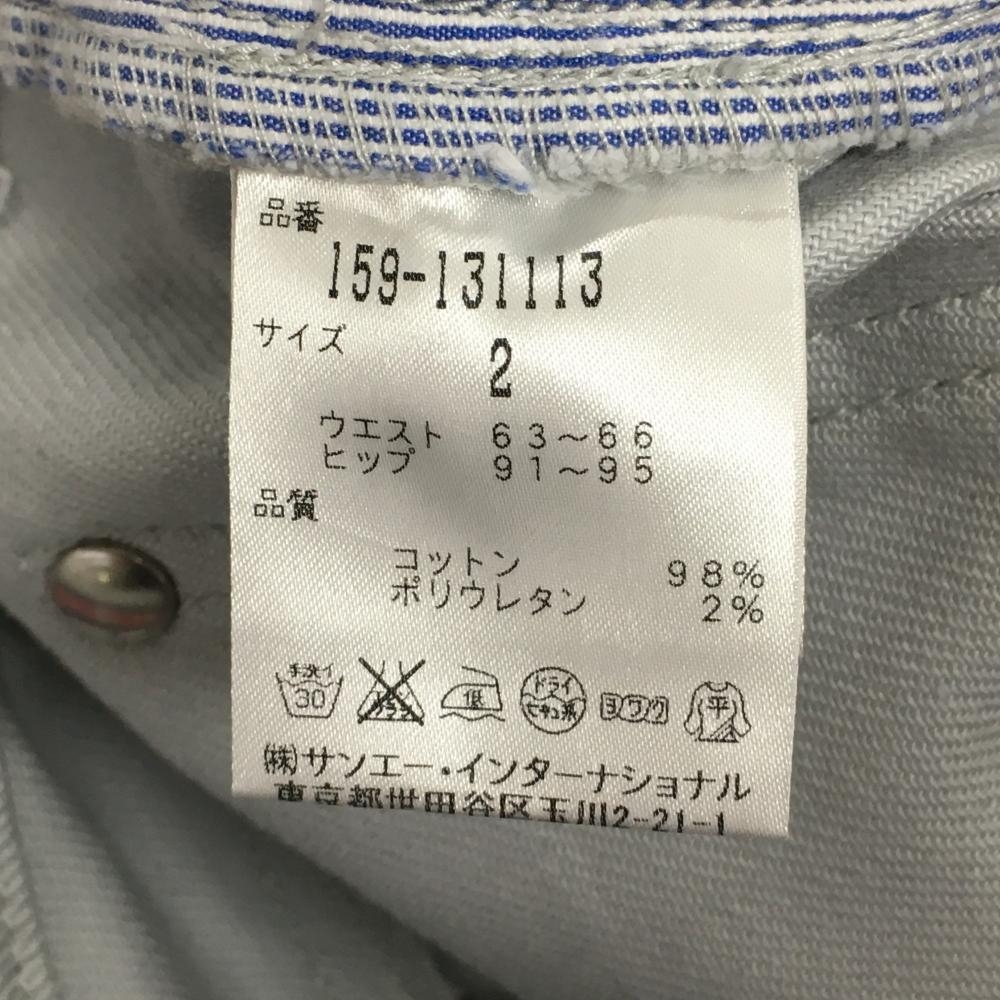 品番
159-131113
サイズ
2
ウエスト 63～66
ヒップ 91～95
品質
コットン 98%
ポリウレタン 2%
手洗イ 30 低 ドライ セキユ系 ヨワク 平
㈱サンエー・インターナショナル
東京都世田谷区玉川2-21-1